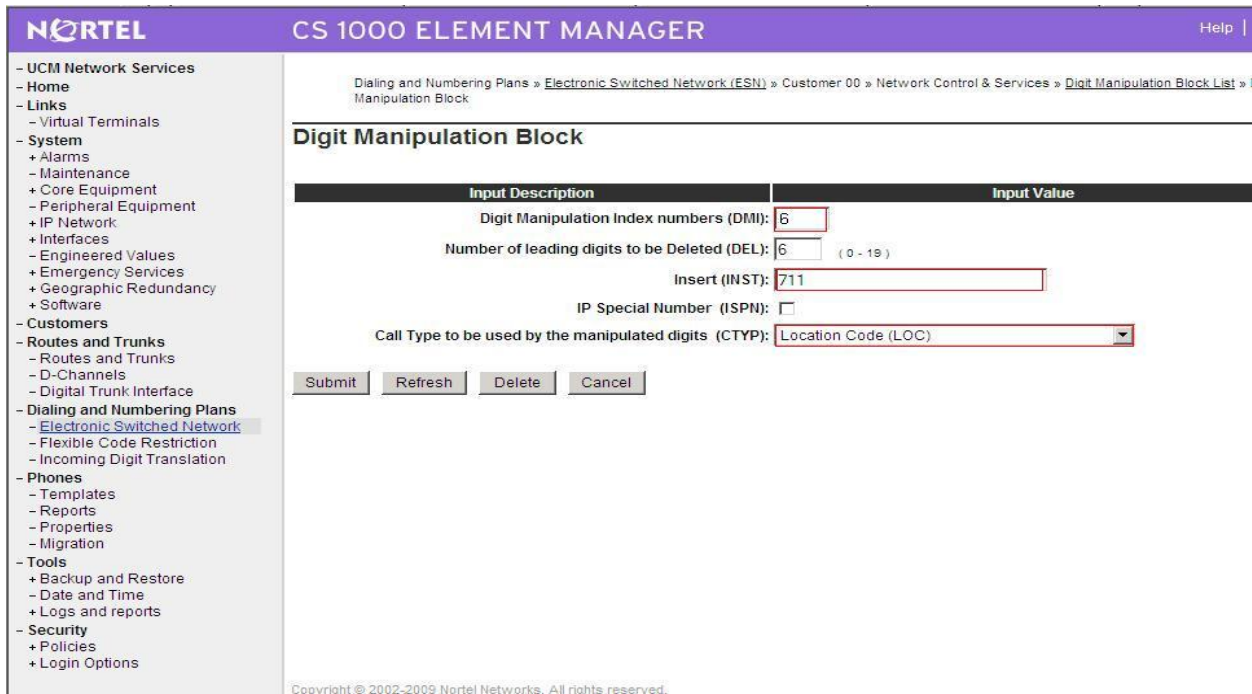 NORTEL
CS 1000 ELEMENT MANAGER
Help |
- UCM Network Services
- Home
- Links
- Virtual Terminals
- System
+ Alarms
- Maintenance
+ Core Equipment
- Peripheral Equipment
+ IP Network
+ Interfaces
- Engineered Values
+ Emergency Services
+ Geographic Redundancy
+ Software
- Customers
- Routes and Trunks
- Routes and Trunks
- D-Channels
- Digital Trunk Interface
- Dialing and Numbering Plans
- Electronic Switched Network
- Flexible Code Restriction
- Incoming Digit Translation
- Phones
- Templates
- Reports
- Properties
- Migration
- Tools
+ Backup and Restore
- Date and Time
+ Logs and reports
- Security
+ Policies
+ Login Options
Dialing and Numbering Plans » Electronic Switched Network (ESN) » Customer 00 » Network Control & Services » Digit Manipulation Block List »
Manipulation Block
Digit Manipulation Block
Input Description Input Value
Digit Manipulation Index numbers (DMI): 6
Number of leading digits to be Deleted (DEL): 6 ( 0 - 19 )
Insert (INST): 711
IP Special Number (ISPN):
Call Type to be used by the manipulated digits (CTYP): Location Code (LOC)
Submit Refresh Delete Cancel
Copyright © 2002-2009 Nortel Networks. All rights reserved.